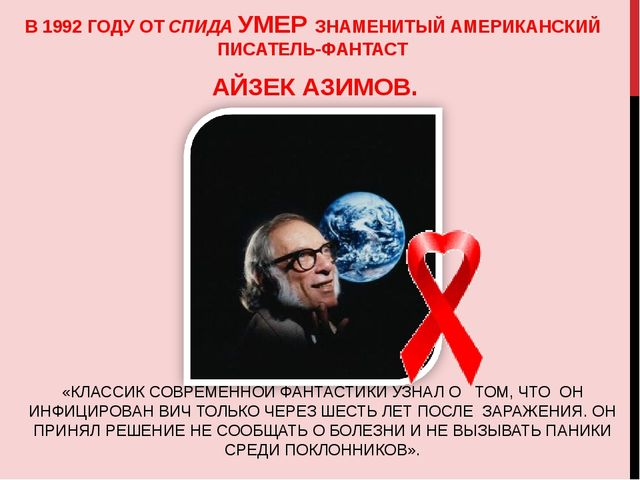 В 1992 ГОДУ ОТ СПИДА УМЕР ЗНАМЕНИТЫЙ АМЕРИКАНСКИЙ
ПИСАТЕЛЬ-ФАНТАСТ
АЙЗЕК АЗИМОВ.
«КЛАССИК СОВРЕМЕННОЙ ФАНТАСТИКИ УЗНАЛ О ТОМ, ЧТО ОН
ИНФИЦИРОВАН ВИЧ ТОЛЬКО ЧЕРЕЗ ШЕСТЬ ЛЕТ ПОСЛЕ ЗАРАЖЕНИЯ. ОН
ПРИНЯЛ РЕШЕНИЕ НЕ СООБЩАТЬ О БОЛЕЗНИ И НЕ ВЫЗЫВАТЬ ПАНИКИ
СРЕДИ ПОКЛОННИКОВ».